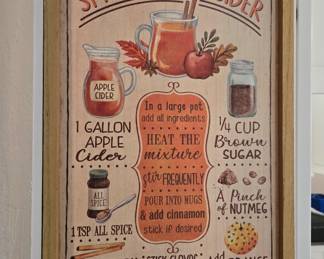 CIDER
APPLE
CIDER
1 GALLON
APPLE
Cider
In a large pot
add all ingredients
HEAT THE
mixture
stir FREQUENTLY
POUR INTO MUGS
& add cinnamon
stick if desired
1/4 CUP
Brown
SUGAR
ALL
SPICE
1 TSP ALL SPICE
A Pinch
of NUTMEG